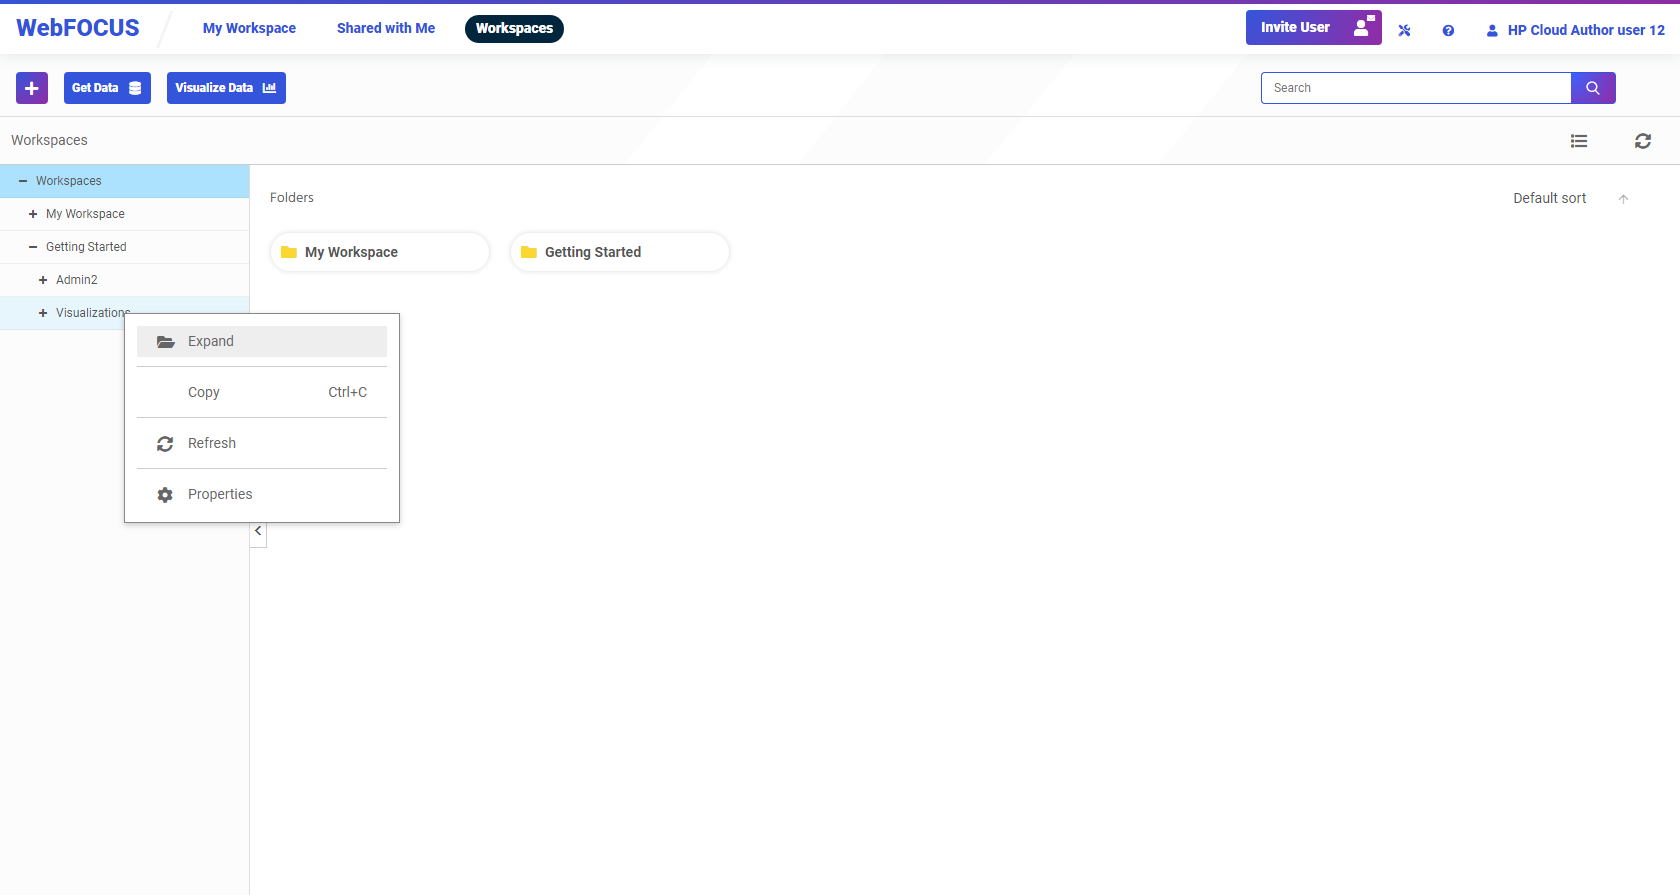 WebFOCUS
My Workspace
Shared with Me
Workspaces
Invite User
HP Cloud Author user 12
Get Data
Visualize Data
Search
Workspaces
Workspaces
My Workspace
Getting Started
Admin2
Visualizations
Folders
Default sort
My Workspace
Getting Started
Expand
Copy Ctrl+C
Refresh
Properties